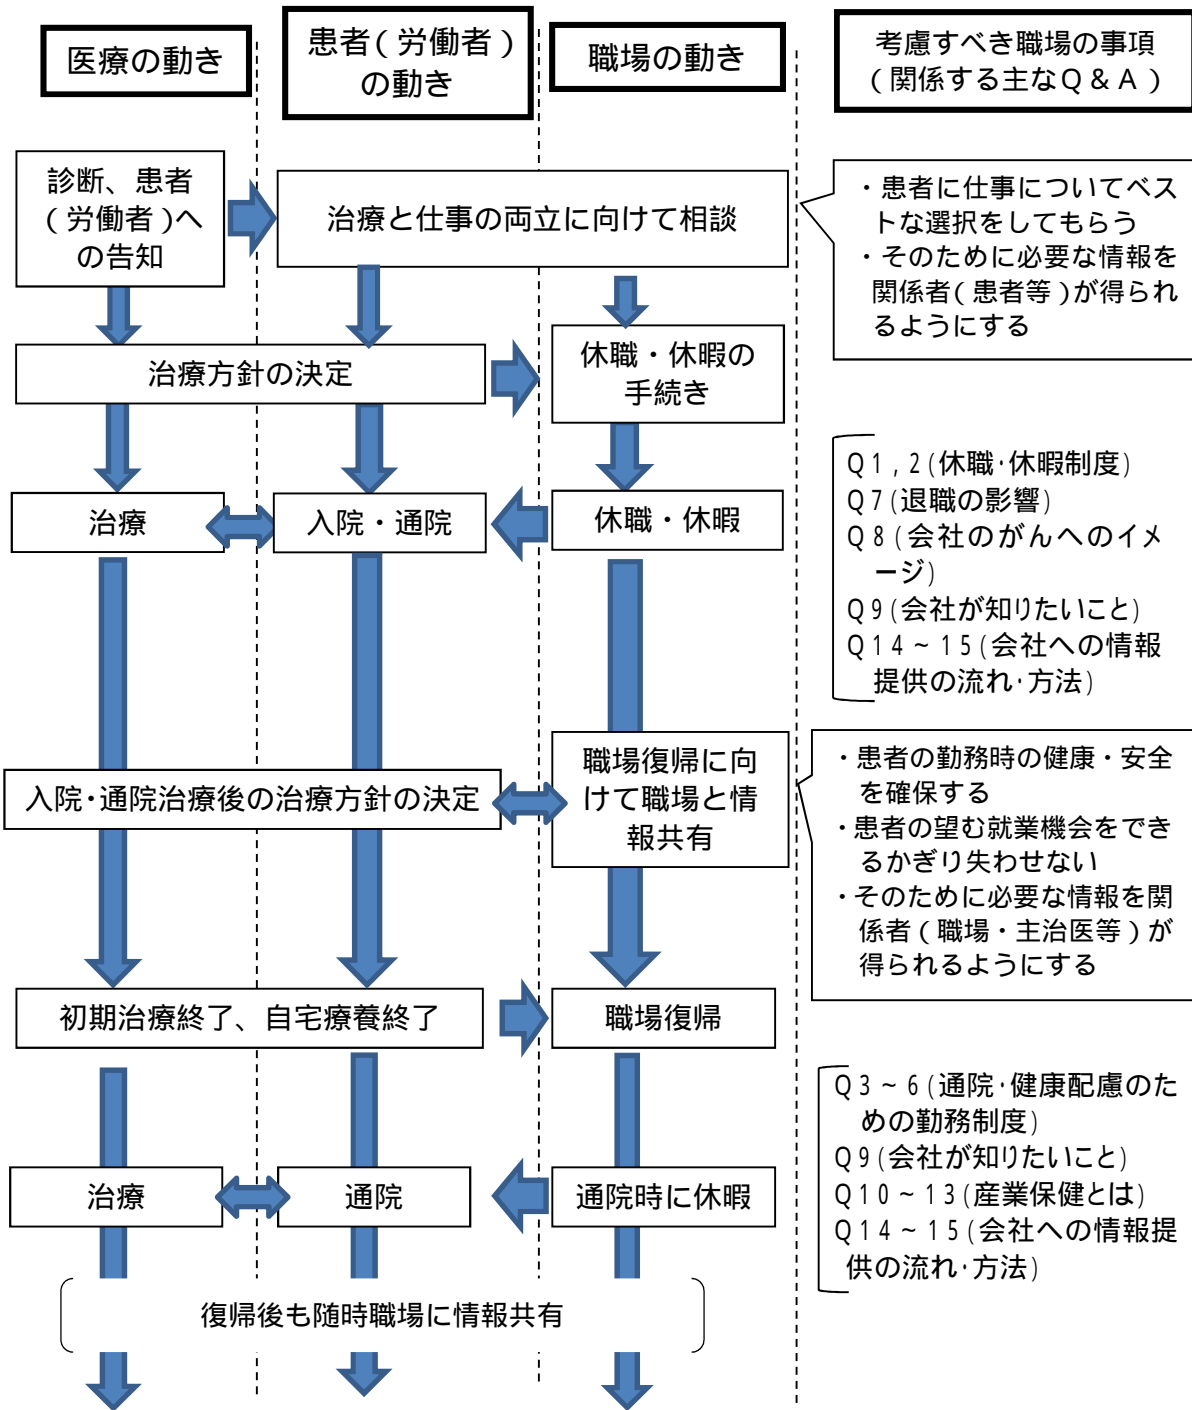 医療の動き
患者(労働者)
の動き
職場の動き
考慮すべき職場の事項
(関係する主なQ&A)
診断、患者
(労働者)へ
の告知
治療と仕事の両立に向けて相談
・患者に仕事についてベス
トな選択をしてもらう
・そのために必要な情報を
関係者(患者等)が得られ
るようにする
治療方針の決定
休職・休暇の
手続き
治療
入院・通院
休職・休暇
Q1,2(休職・休暇制度)
Q7(退職の影響)
Q8(会社のがんへのイメ
ージ)
Q9(会社が知りたいこと)
Q14~15(会社への情報
提供の流れ・方法)
入院・通院治療後の治療方針の決定
職場復帰に向
けて職場と情
報共有
・患者の勤務時の健康・安全
を確保する
・患者の望む就業機会をでき
るかぎり失わせない
・そのために必要な情報を関
係者(職場・主治医等)が
得られるようにする
初期治療終了、自宅療養終了
職場復帰
Q3~6(通院・健康配慮のた
めの勤務制度)
Q9(会社が知りたいこと)
Q10~13(産業保健とは)
Q14~15(会社への情報提
供の流れ・方法)
治療
通院
通院時に休暇
復帰後も随時職場に情報共有